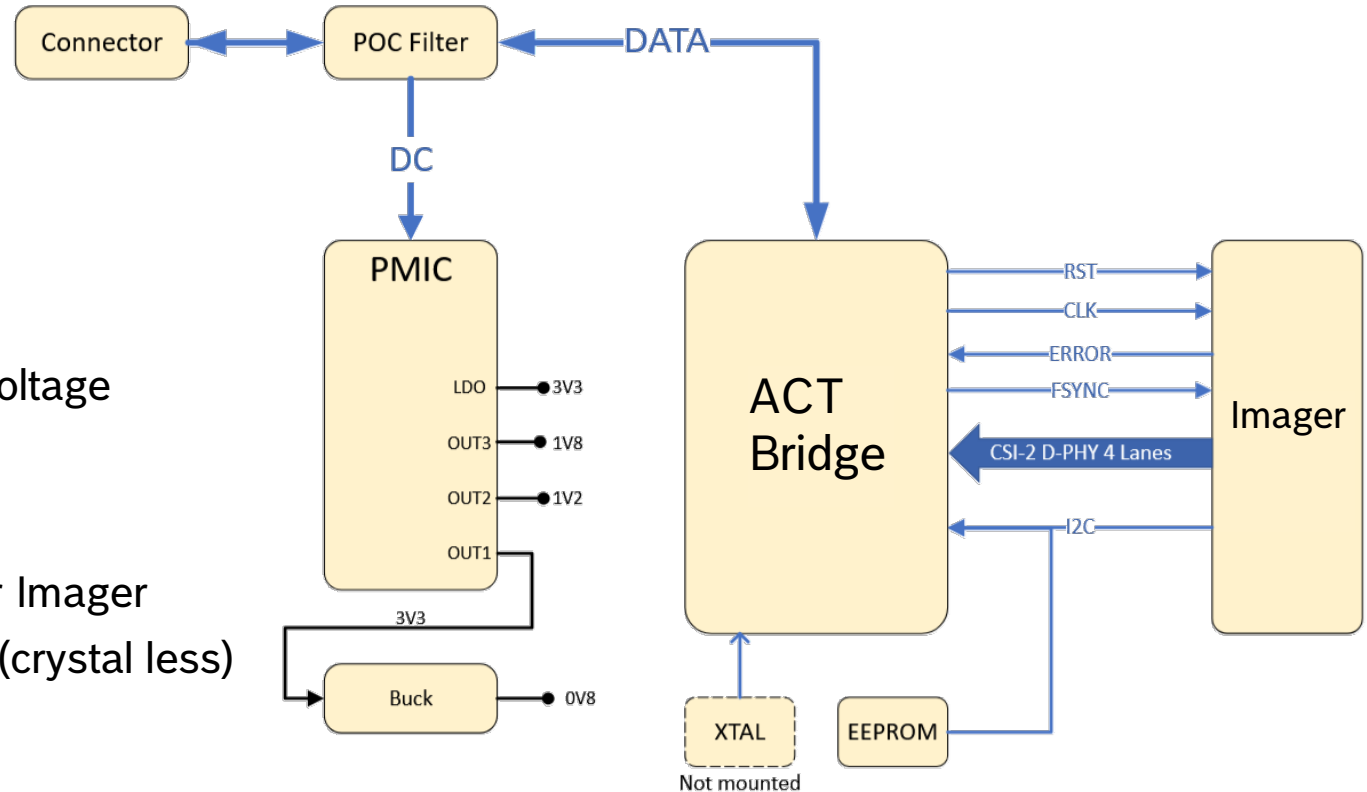 Connector
POC Filter
DATA
DC
PMIC
LDO
3V3
OUT3
1V8
OUT2
1V2
OUT1
3V3
Buck
0V8
oltage
r Imager
(crystal less)
ACT
Bridge
RST
CLK
ERROR
FSYNC
CSI-2 D-PHY 4 Lanes
I2C
Imager
XTAL
Not mounted
EEPROM